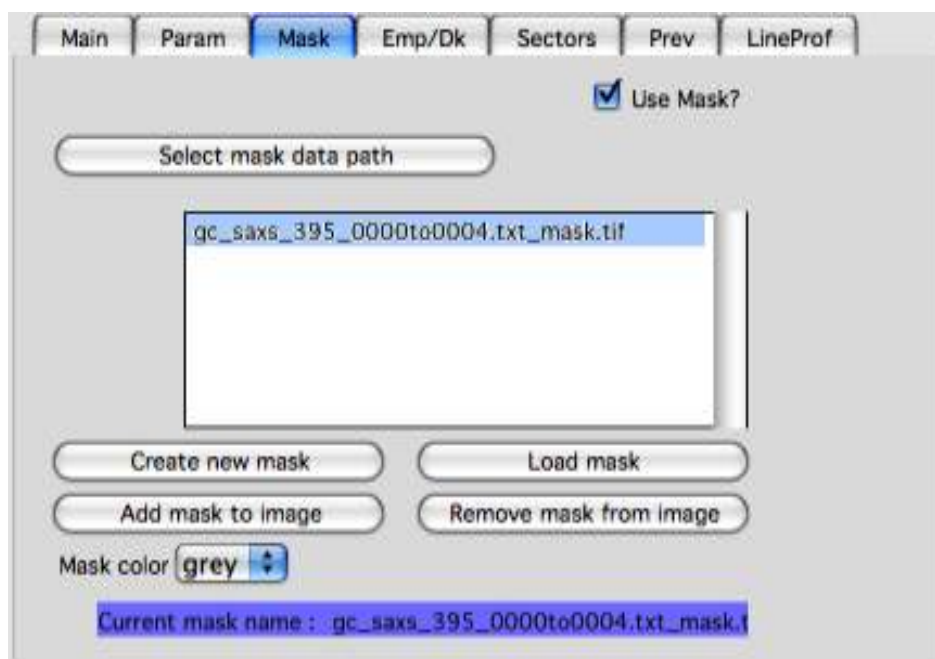 Main Param Mask Emp/Dk Sectors Prev LineProf
Use Mask?
Select mask data path
gc_saxs_395_0000to0004.txt_mask.tif
Create new mask Load mask
Add mask to image Remove mask from image
Mask color grey
Current mask name : gc_saxs_395_0000to0004.txt_mask.t